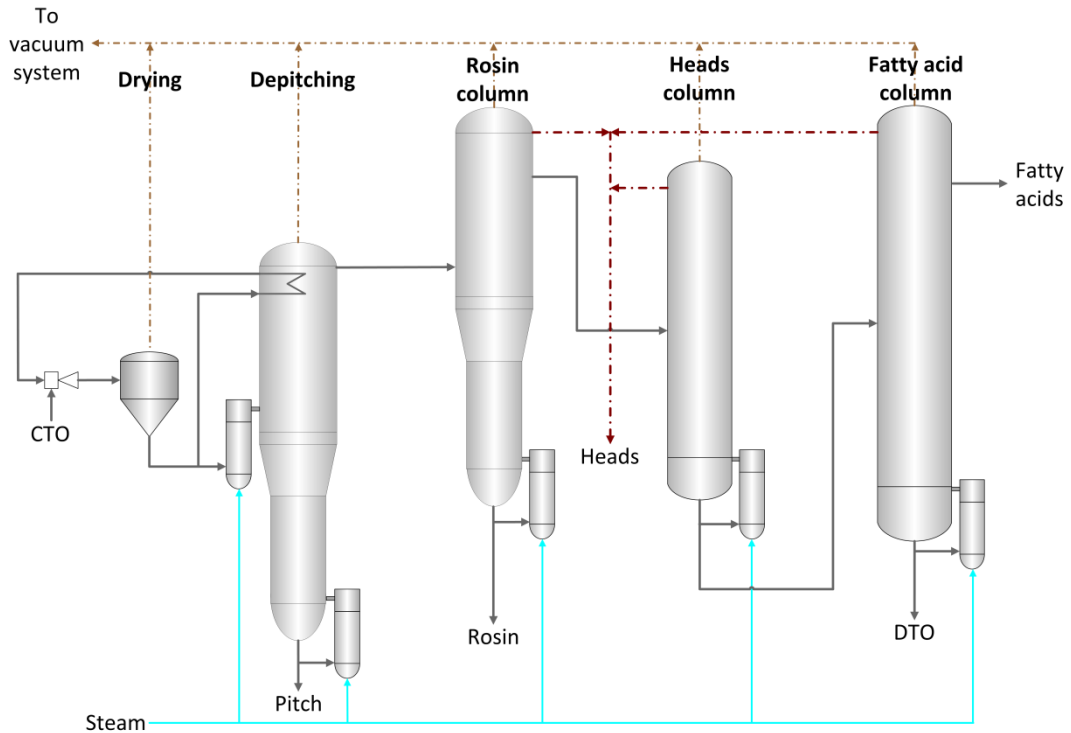 To
vacuum
system
Drying
Depitching
Rosin
column
Heads
column
Fatty acid
column
Fatty
acids
CTO
Heads
Rosin
DTO
Pitch
Steam